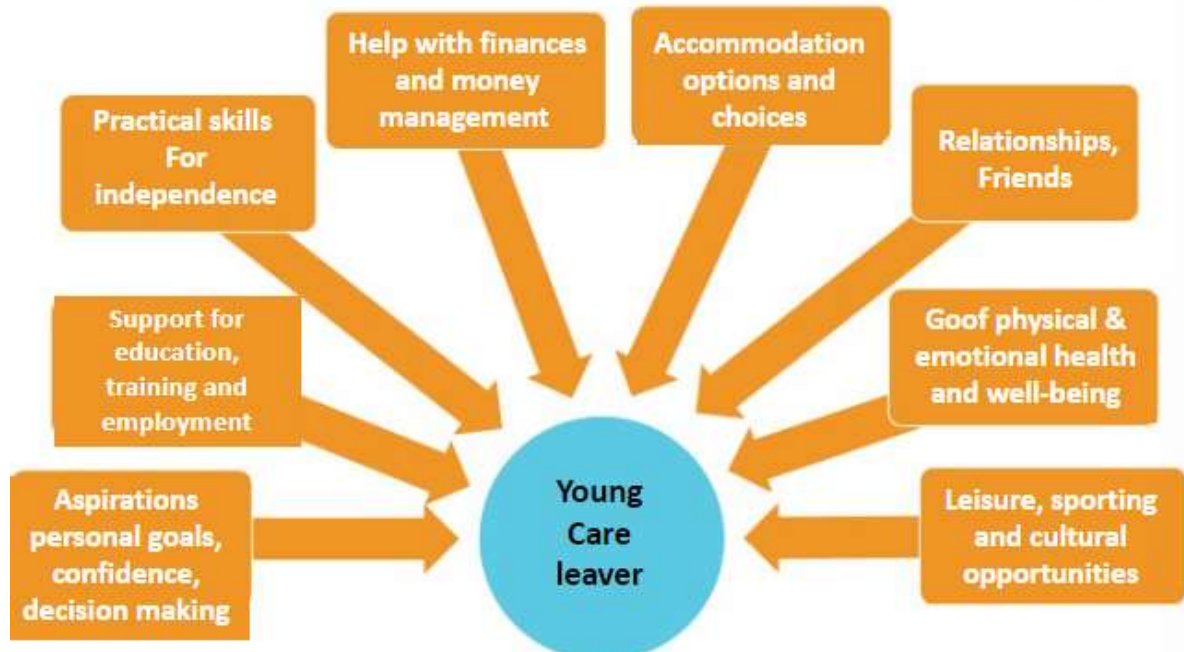 Help with finances
and money
management
Accommodation
options and
choices
Practical skills
For
independence
Relationships,
Friends
Support for
education,
training and
employment
Goof physical &
emotional health
and well-being
Aspirations
personal goals,
confidence,
decision making
Young
Care
leaver
Leisure, sporting
and cultural
opportunities